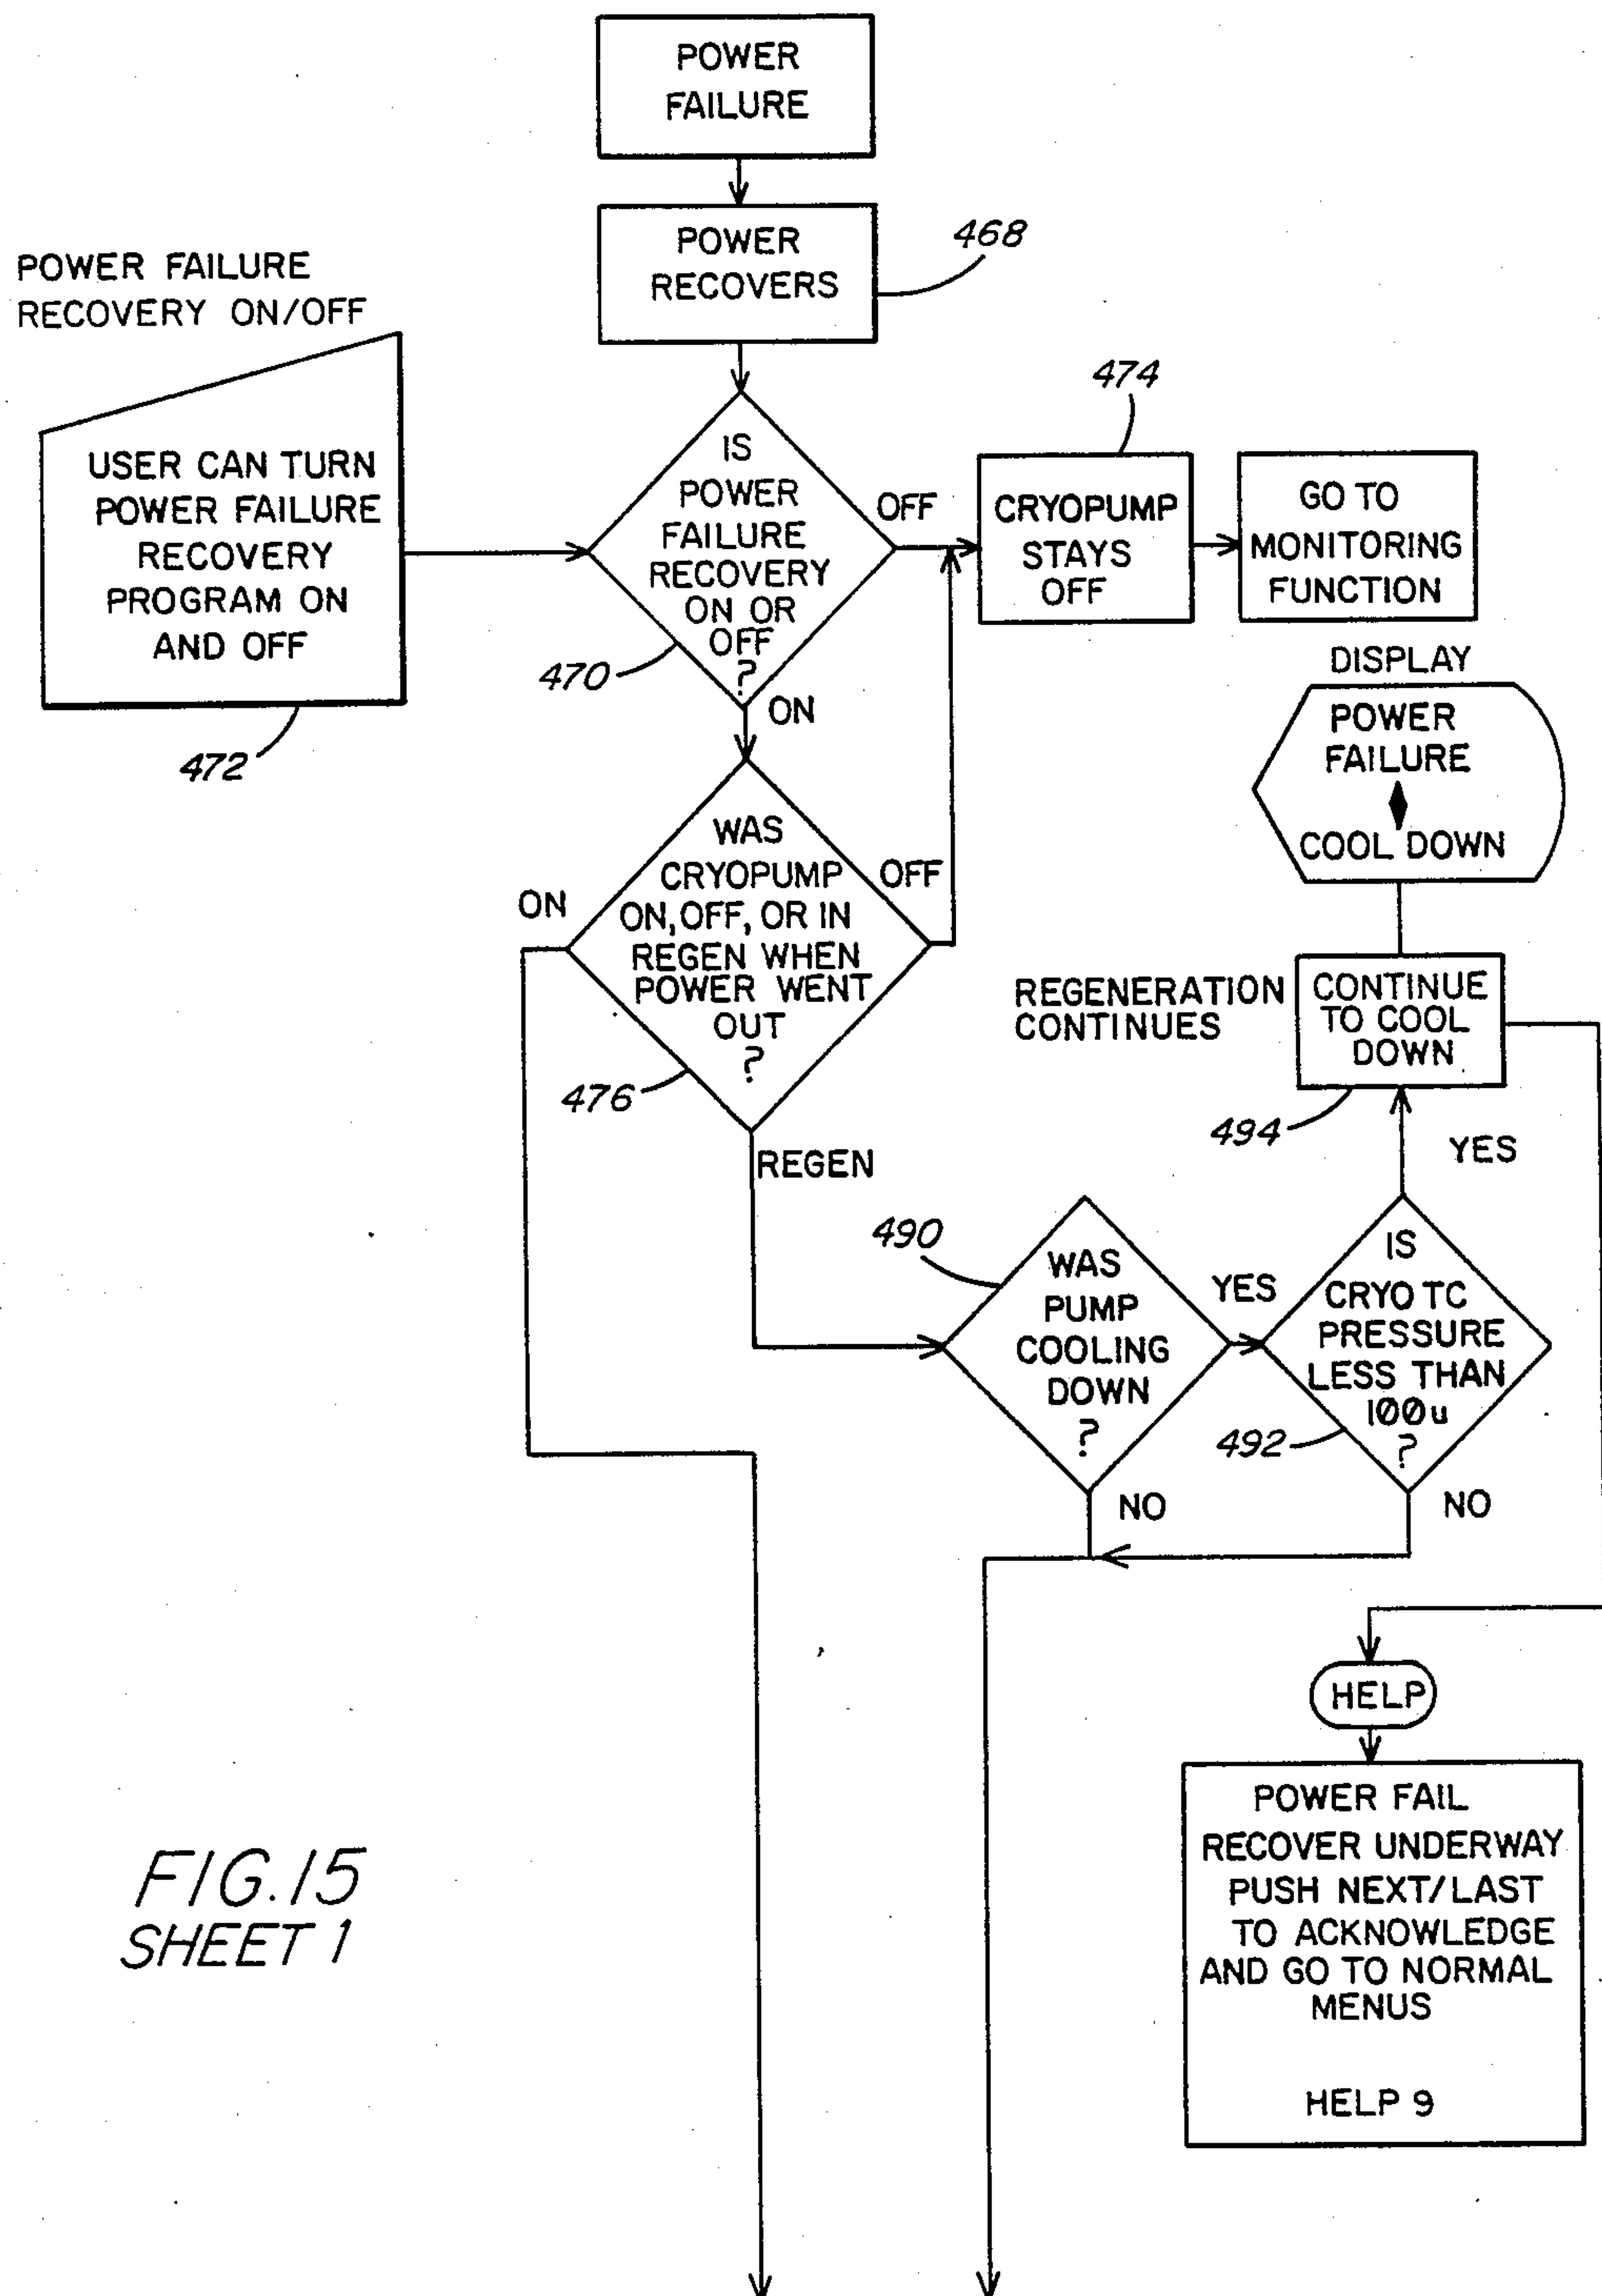 POWER
FAILURE
POWER
RECOVERS
468
POWER FAILURE
RECOVERY ON/OFF
USER CAN TURN
POWER FAILURE
RECOVERY
PROGRAM ON
AND OFF
472
IS
POWER
FAILURE
RECOVERY
ON OR
OFF
?
470
OFF
ON
474
CRYOPUMP
STAYS
OFF
GO TO
MONITORING
FUNCTION
DISPLAY
POWER
FAILURE
COOL DOWN
WAS
CRYOPUMP
ON, OFF, OR IN
REGEN WHEN
POWER WENT
OUT
?
476
ON
OFF
REGEN
REGENERATION
CONTINUES
CONTINUE
TO COOL
DOWN
494
YES
490
WAS
PUMP
COOLING
DOWN
?
YES
NO
IS
CRYO TC
PRESSURE
LESS THAN
100u
?
492
NO
HELP
POWER FAIL
RECOVER UNDERWAY
PUSH NEXT/LAST
TO ACKNOWLEDGE
AND GO TO NORMAL
MENUS
HELP 9
FIG.15
SHEET 1